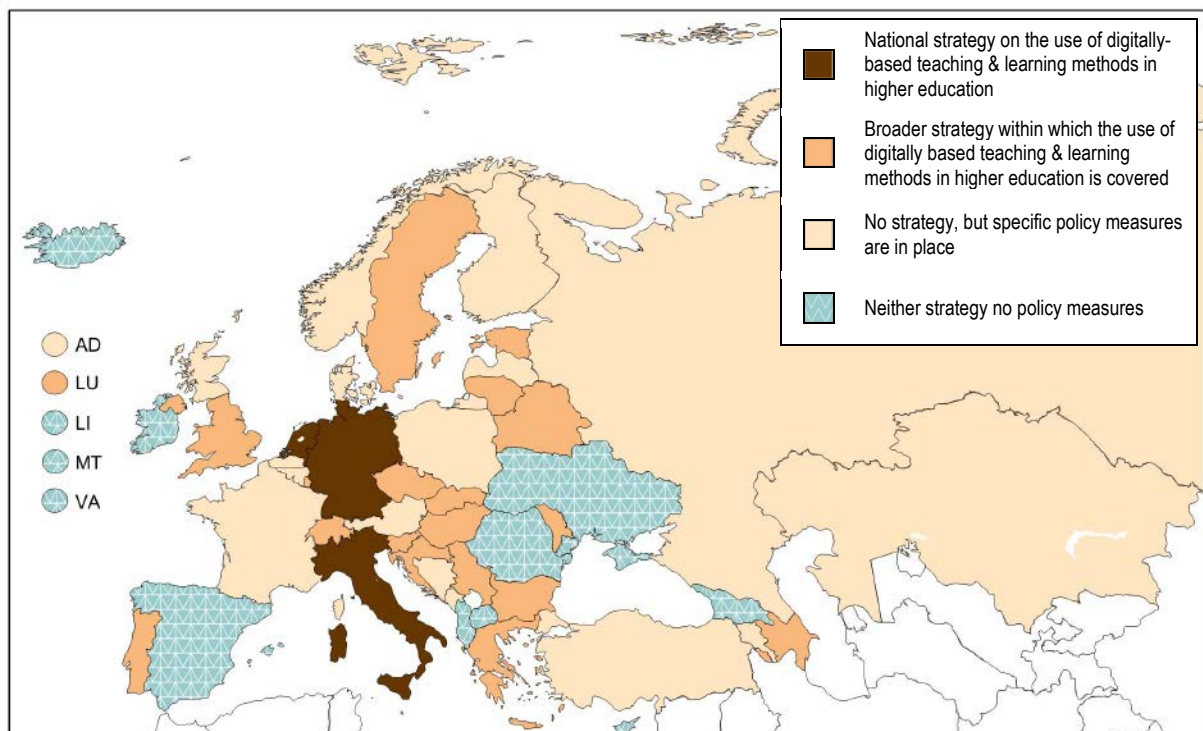 National strategy on the use of digitally-
based teaching & learning methods in
higher education
Broader strategy within which the use of
digitally based teaching & learning
methods in higher education is covered
No strategy, but specific policy measures
are in place
Neither strategy no policy measures
AD
LU
LI
MT
VA